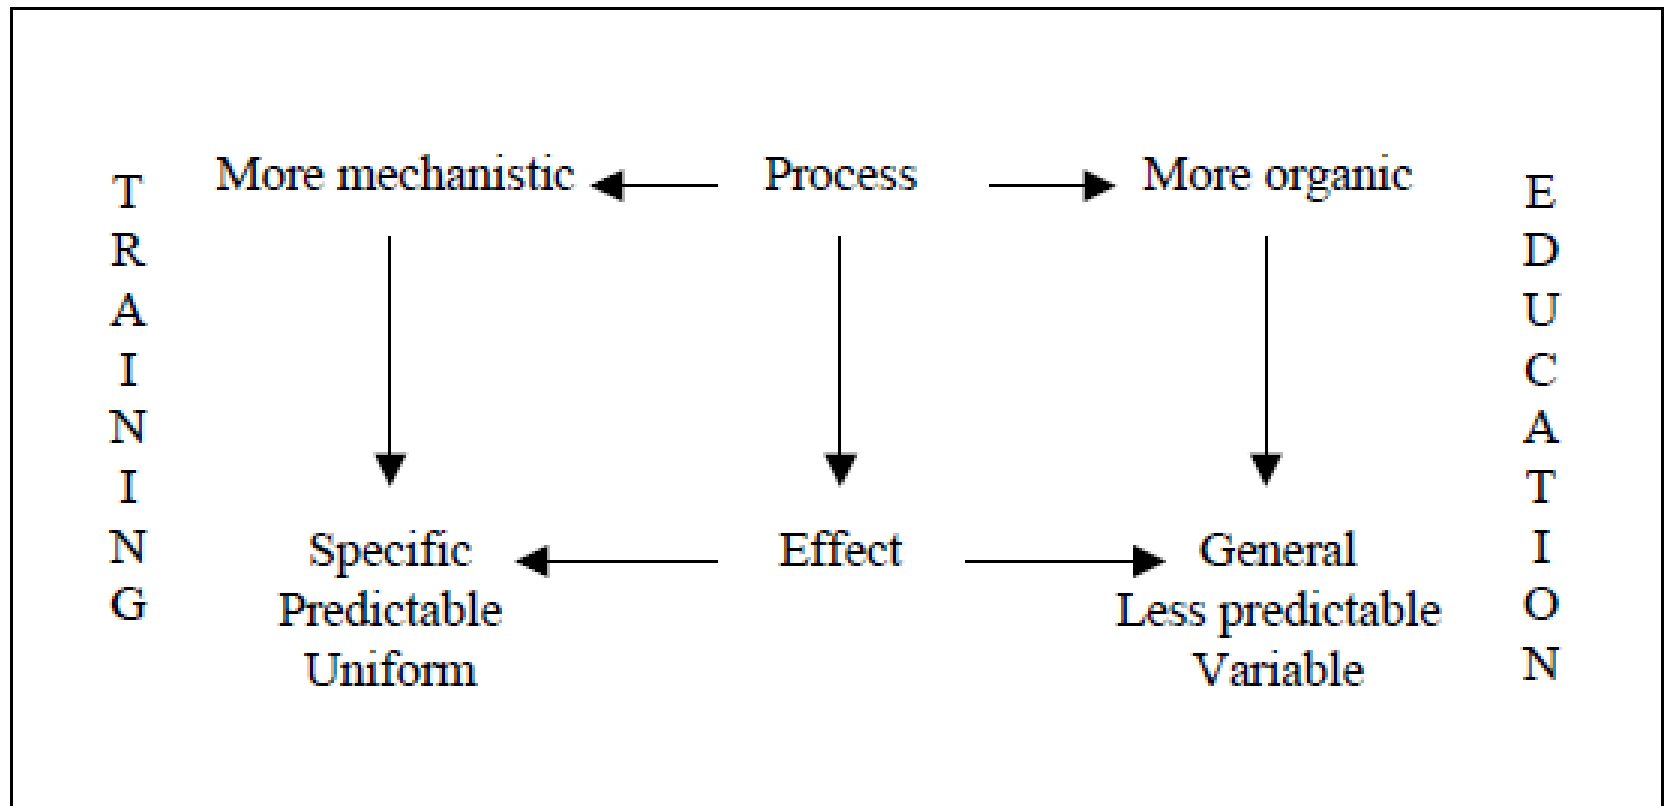 TRAINING
More mechanistic Process More organic
Specific Effect General
Predictable Less predictable
Uniform Variable
EDUCATION